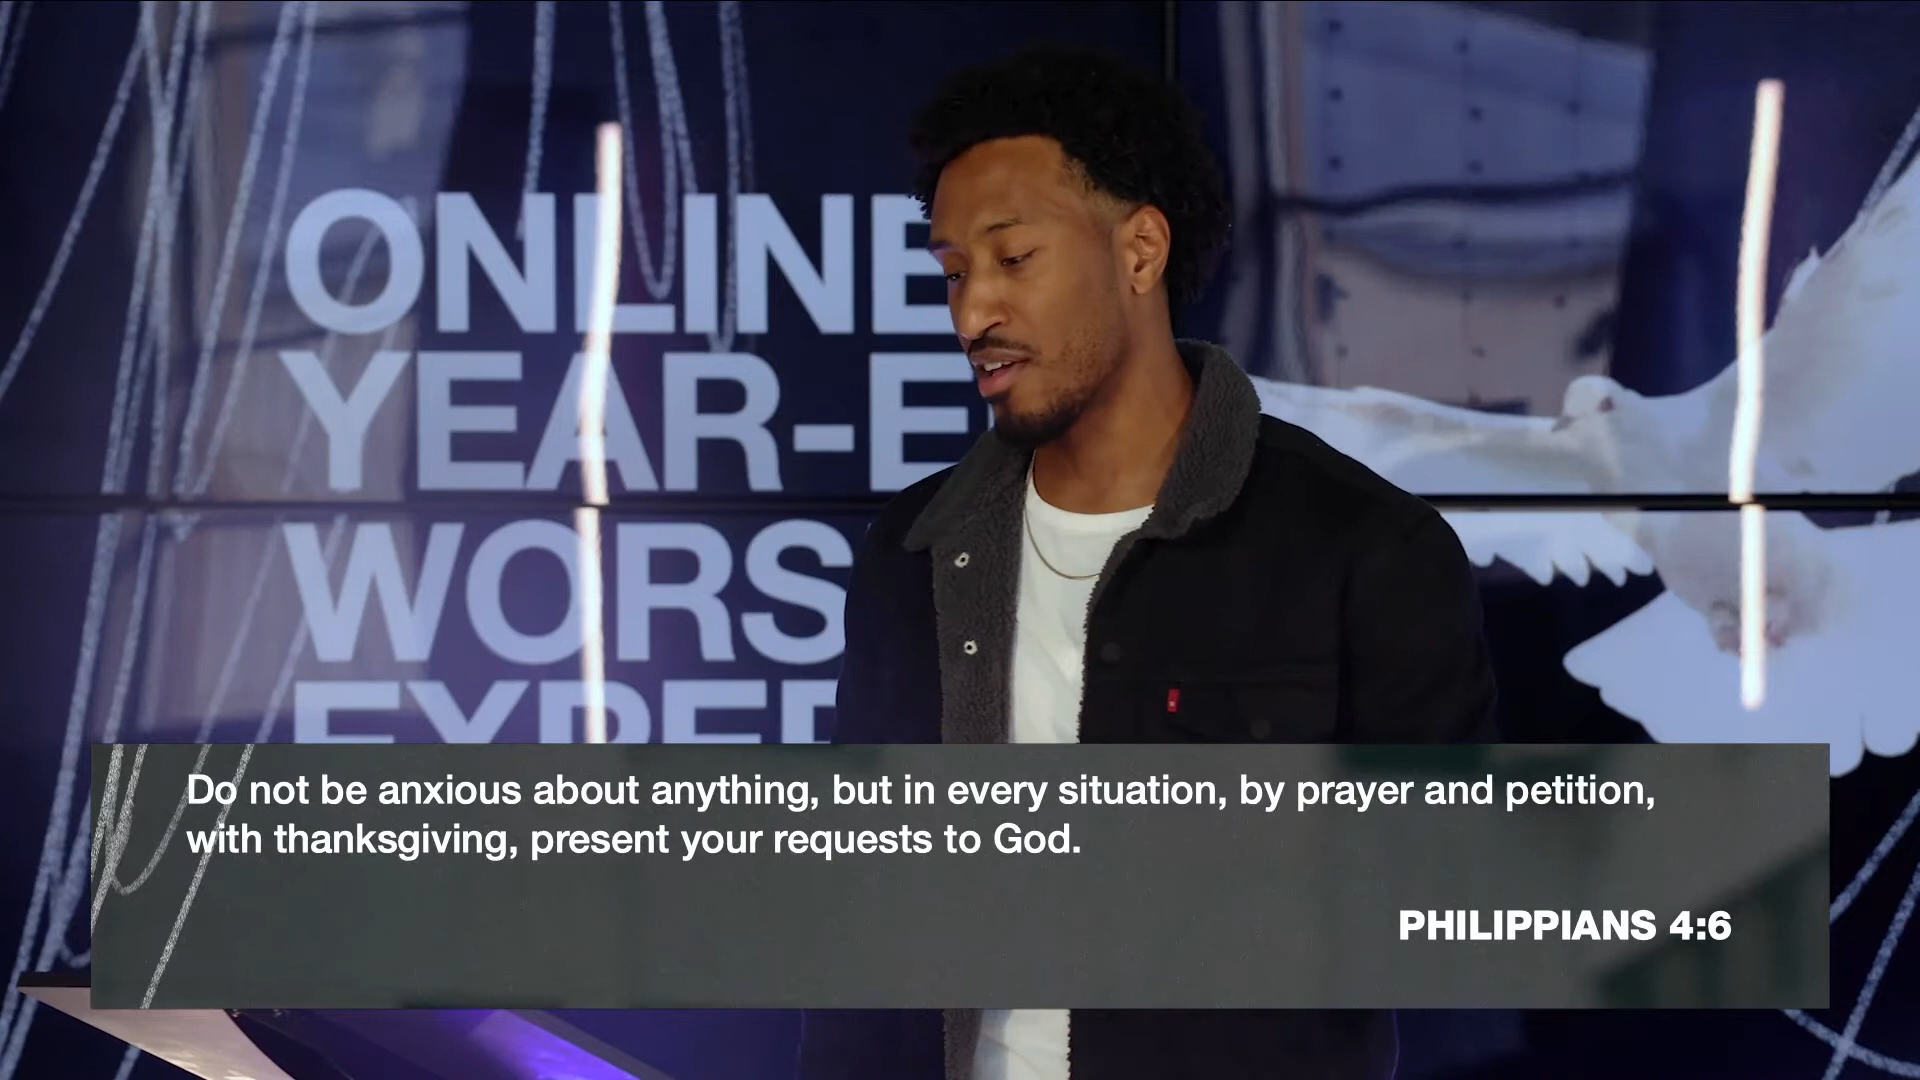 ONLINE
YEAR-E
WORS
EXPER
Do not be anxious about anything, but in every situation, by prayer and petition,
with thanksgiving, present your requests to God.
PHILIPPIANS 4:6